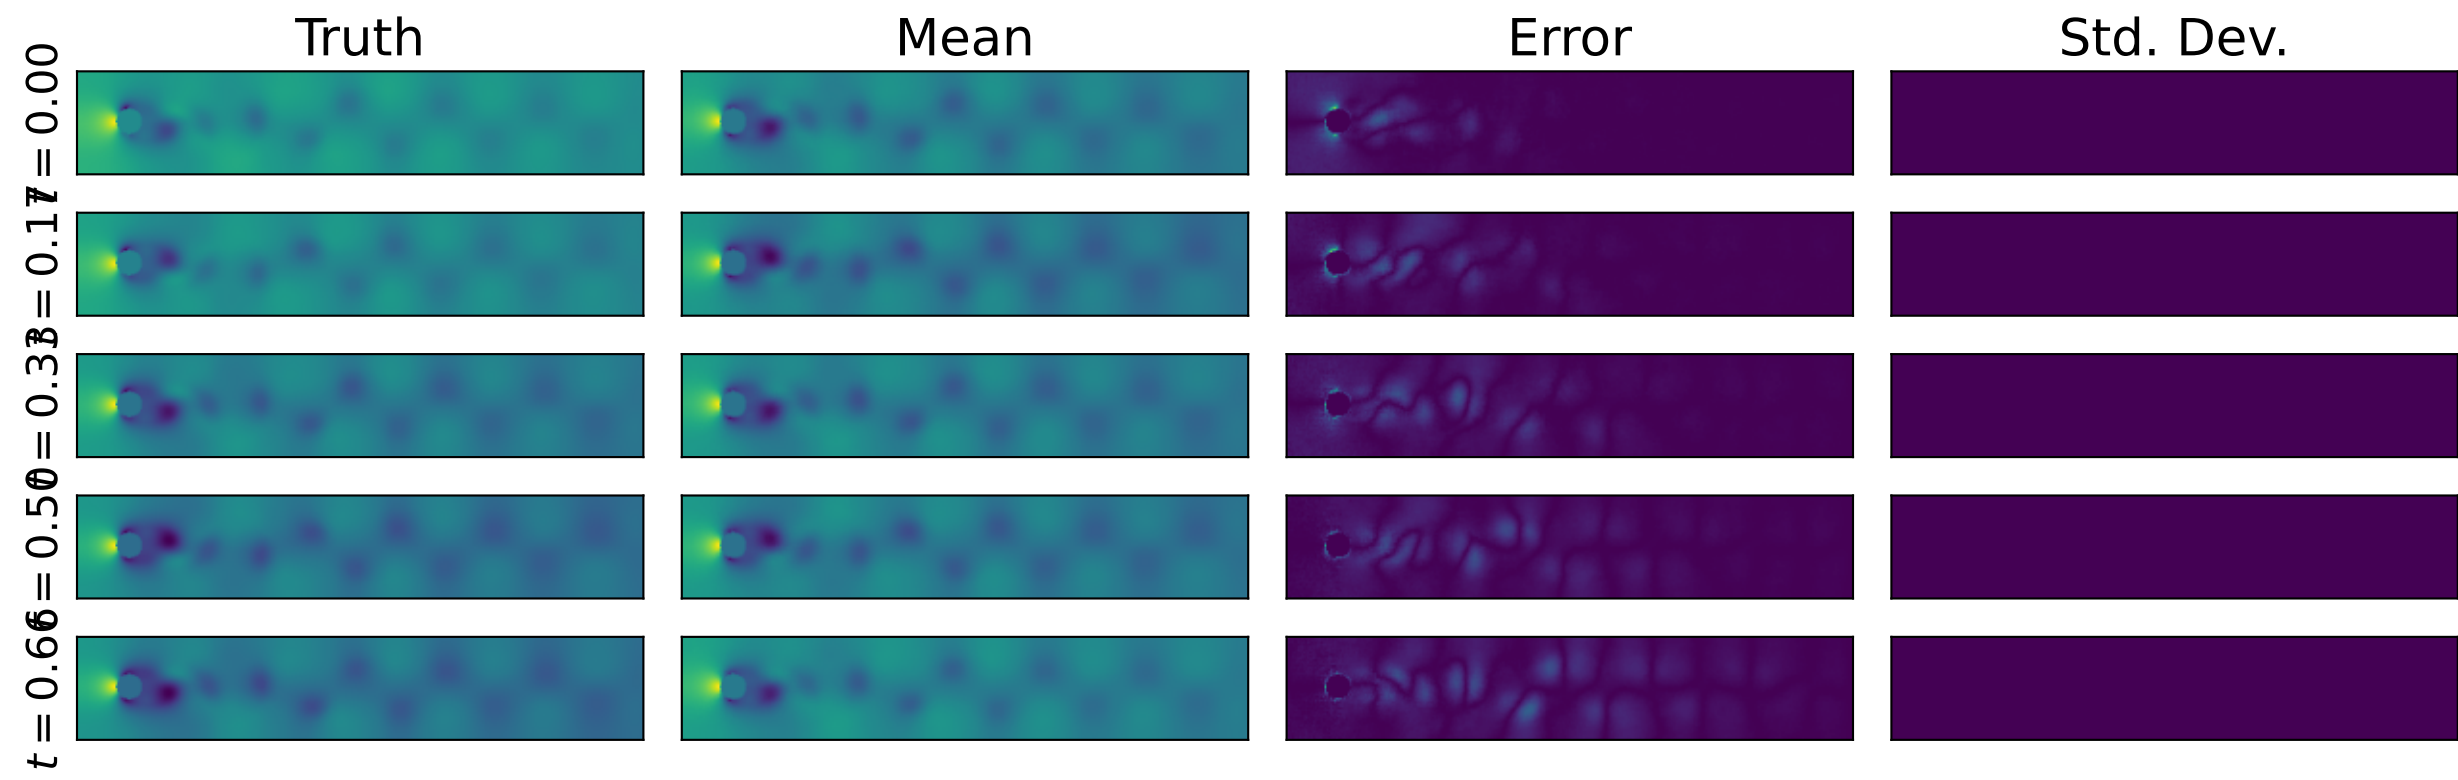 Truth Mean Error Std. Dev.
t = 0.00
t = 0.17
t = 0.33
t = 0.50
t = 0.66